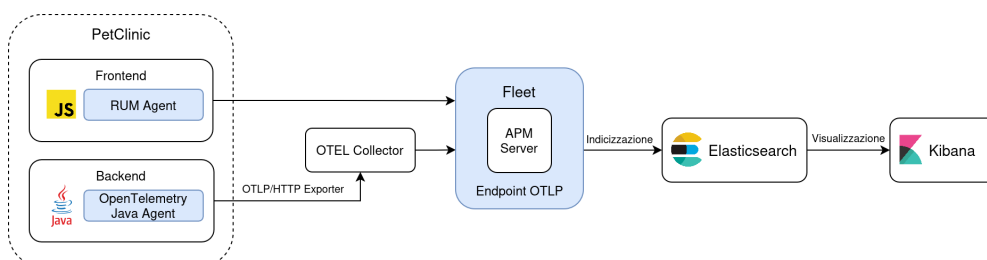 PetClinic
Frontend
JS
RUM Agent
Backend
Java
OpenTelemetry
Java Agent
OTLP/HTTP Exporter
OTEL Collector
Fleet
APM
Server
Endpoint OTLP
Indicizzazione
Elasticsearch
Visualizzazione
Kibana